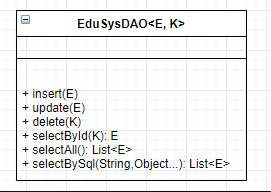 EduSysDAO<E, K>
+ insert(E)
+ update(E)
+ delete(K)
+ selectById(K): E
+ selectAll(): List<E>
+ selectBySql(String,Object...): List<E>